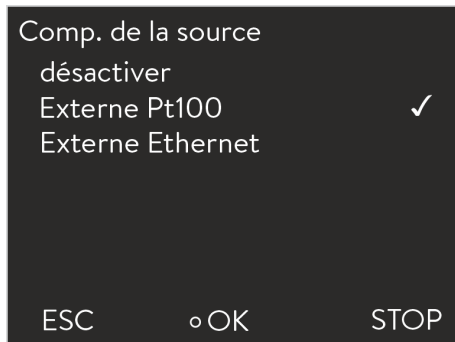 Comp. de la source
désactiver
Externe Pt100 ✓
Externe Ethernet
ESC ∘ OK STOP